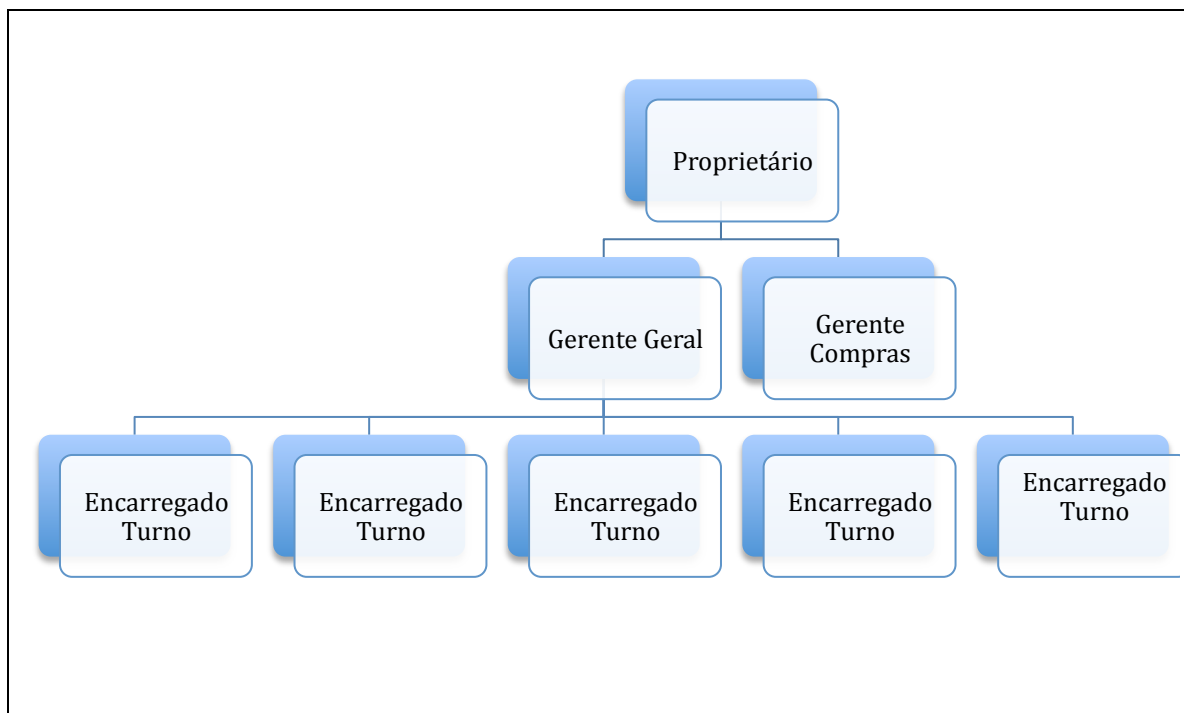 Proprietário
Gerente Geral
Gerente
Compras
Encarregado
Turno
Encarregado
Turno
Encarregado
Turno
Encarregado
Turno
Encarregado
Turno